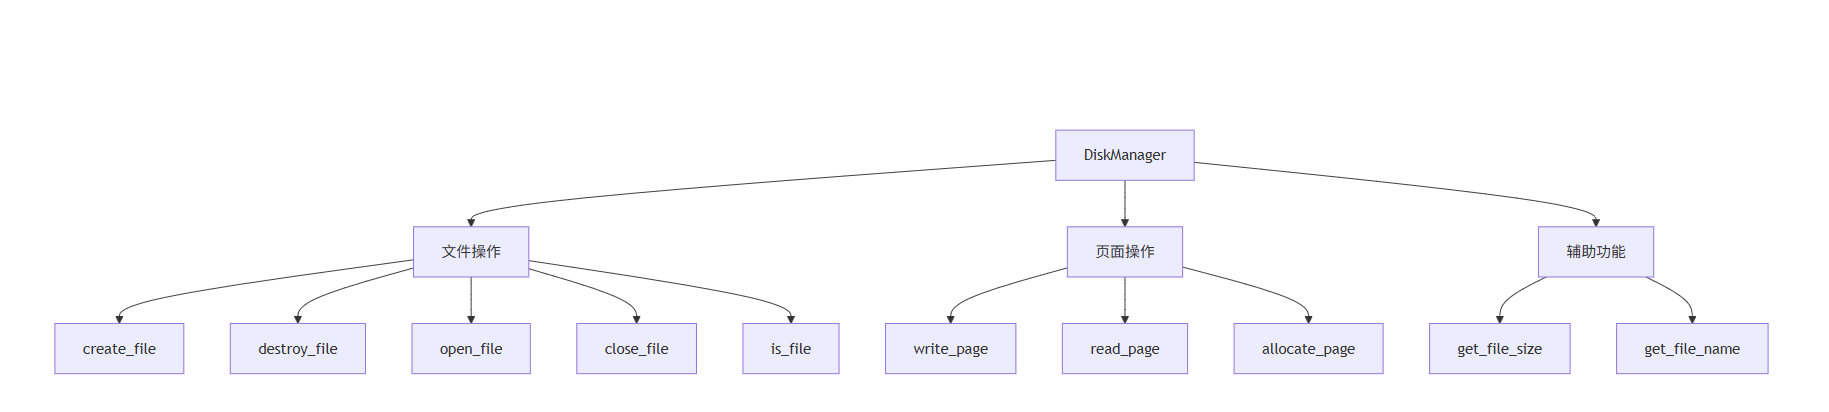 DiskManager
文件操作
页面操作
辅助功能
create_file
destroy_file
open_file
close_file
is_file
write_page
read_page
allocate_page
get_file_size
get_file_name